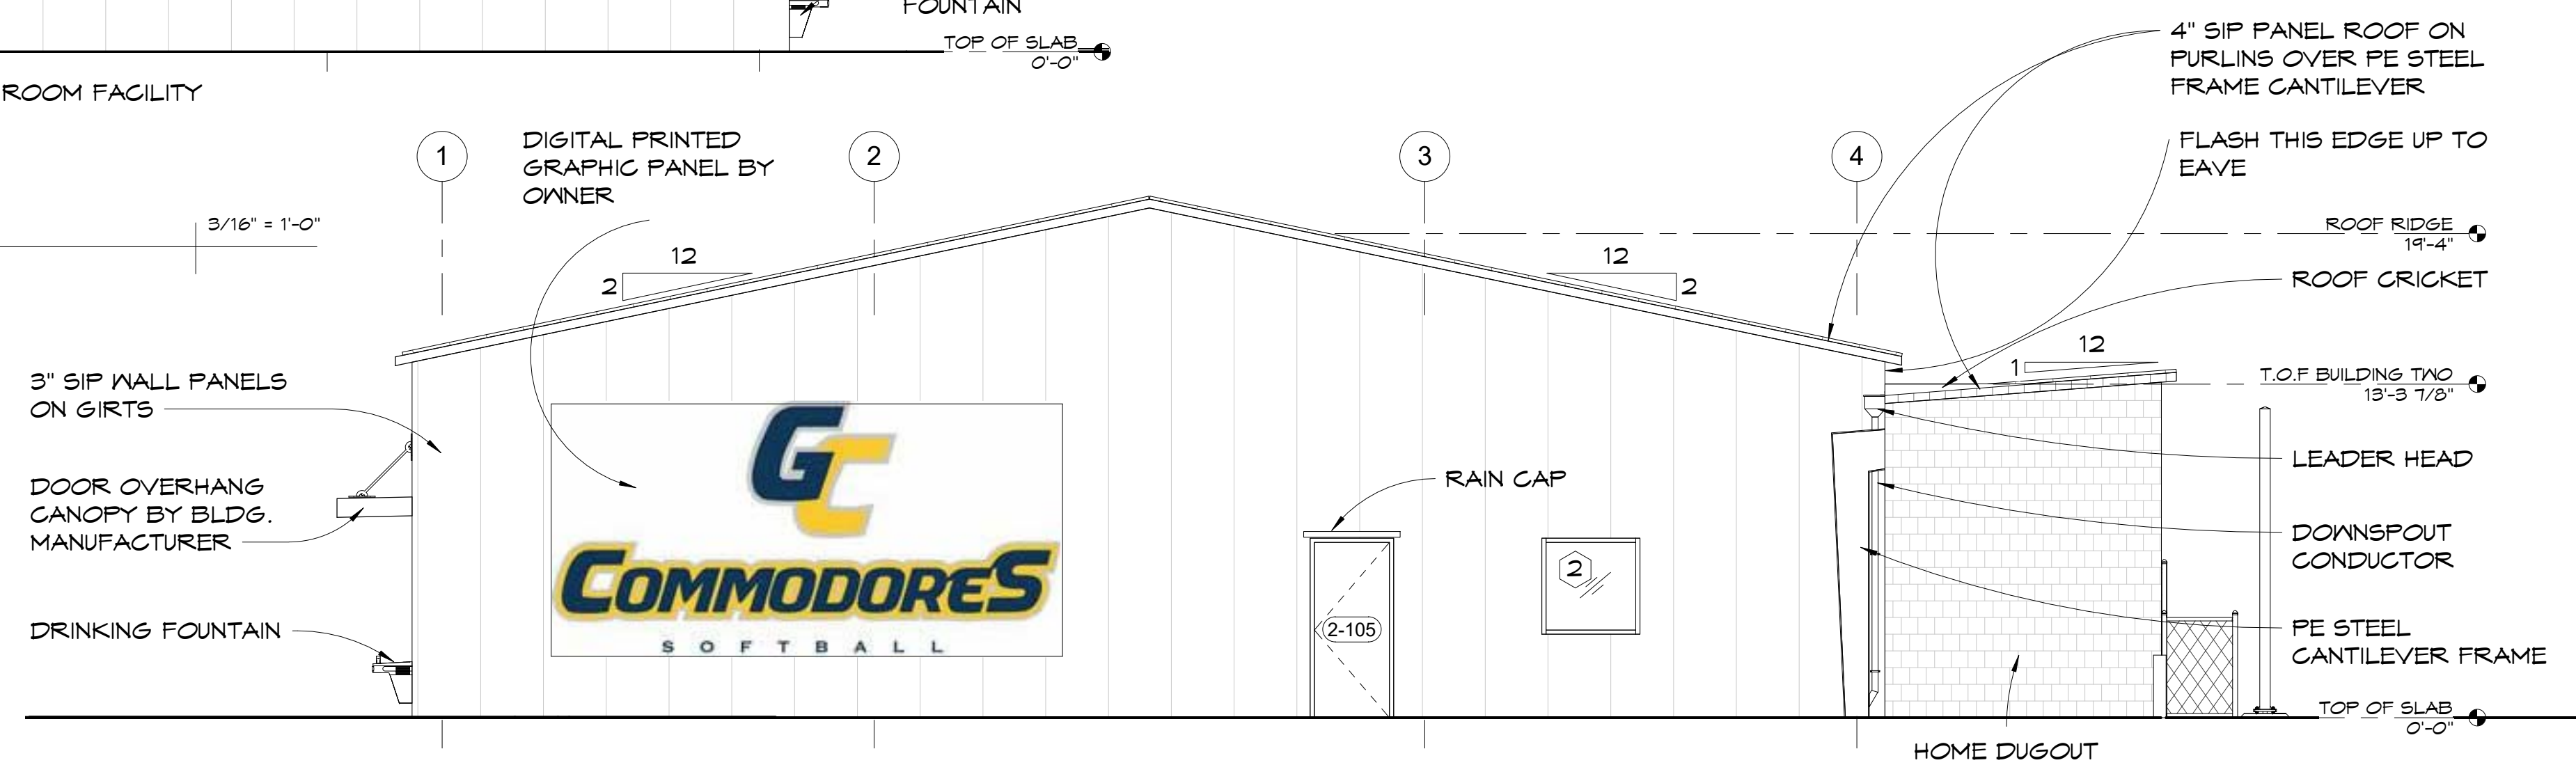 FOUNTAIN
TOP OF SLAB
0'-0"
ROOM FACILITY
3/16" = 1'-0"
1
2
3
4
DIGITAL PRINTED
GRAPHIC PANEL BY
OWNER
4" SIP PANEL ROOF ON
PURLINS OVER PE STEEL
FRAME CANTILEVER
FLASH THIS EDGE UP TO
EAVE
ROOF RIDGE
19'-4"
12
2
12
2
ROOF CRICKET
12
1
T.O.F BUILDING TWO
13'-3 7/8"
3" SIP WALL PANELS
ON GIRTS
DOOR OVERHANG
CANOPY BY BLDG.
MANUFACTURER
DRINKING FOUNTAIN
GC
COMMODORES
SOFTBALL
RAIN CAP
2-105
2
LEADER HEAD
DOWNSPOUT
CONDUCTOR
PE STEEL
CANTILEVER FRAME
TOP OF SLAB
0'-0"
HOME DUGOUT